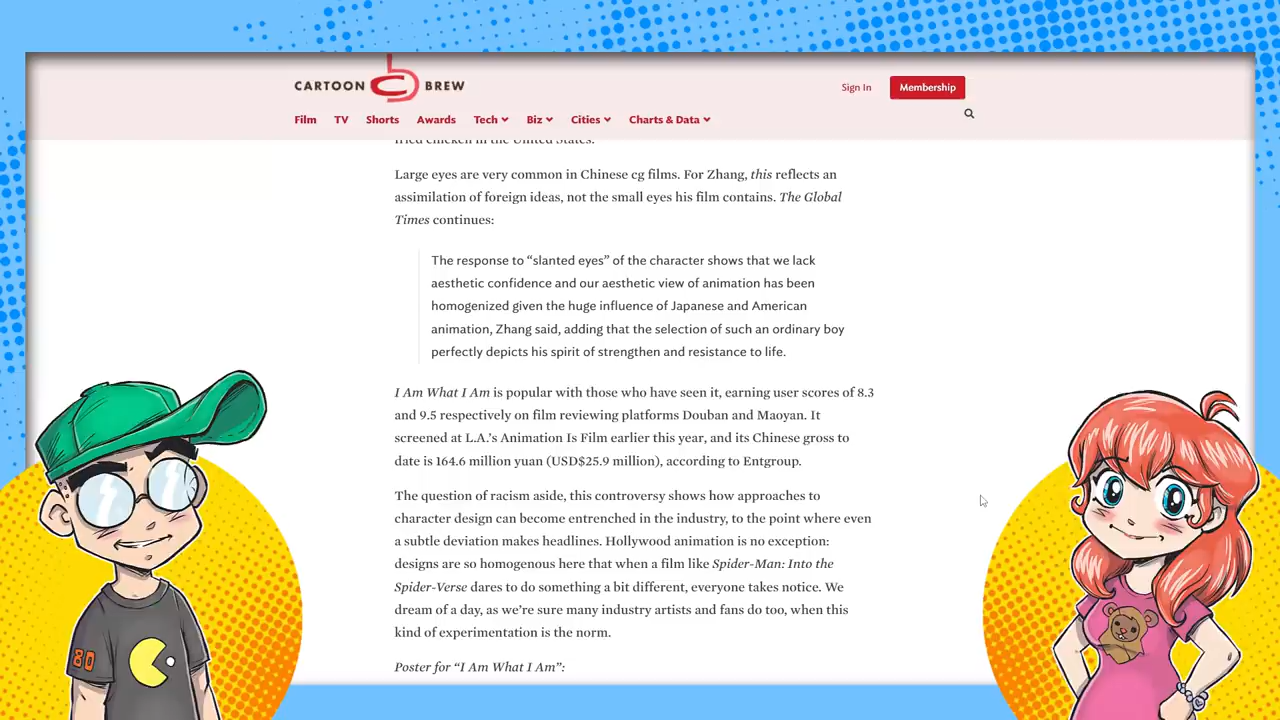 CARTOON BREW
Sign In
Membership
Film TV Shorts Awards Tech Biz Cities Charts & Data
fried chicken in the United States.
Large eyes are very common in Chinese cg films. For Zhang, this reflects an
assimilation of foreign ideas, not the small eyes his film contains. The Global
Times continues:
The response to “slanted eyes” of the character shows that we lack
aesthetic confidence and our aesthetic view of animation has been
homogenized given the huge influence of Japanese and American
animation, Zhang said, adding that the selection of such an ordinary boy
perfectly depicts his spirit of strengthen and resistance to life.
I Am What I Am is popular with those who have seen it, earning user scores of 8.3
and 9.5 respectively on film reviewing platforms Douban and Maoyan. It
screened at L.A.’s Animation Is Film earlier this year, and its Chinese gross to
date is 164.6 million yuan (USD$25.9 million), according to Entgroup.
The question of racism aside, this controversy shows how approaches to
character design can become entrenched in the industry, to the point where even
a subtle deviation makes headlines. Hollywood animation is no exception:
designs are so homogenous here that when a film like Spider-Man: Into the
Spider-Verse dares to do something a bit different, everyone takes notice. We
dream of a day, as we’re sure many industry artists and fans do too, when this
kind of experimentation is the norm.
Poster for “I Am What I Am”:
80